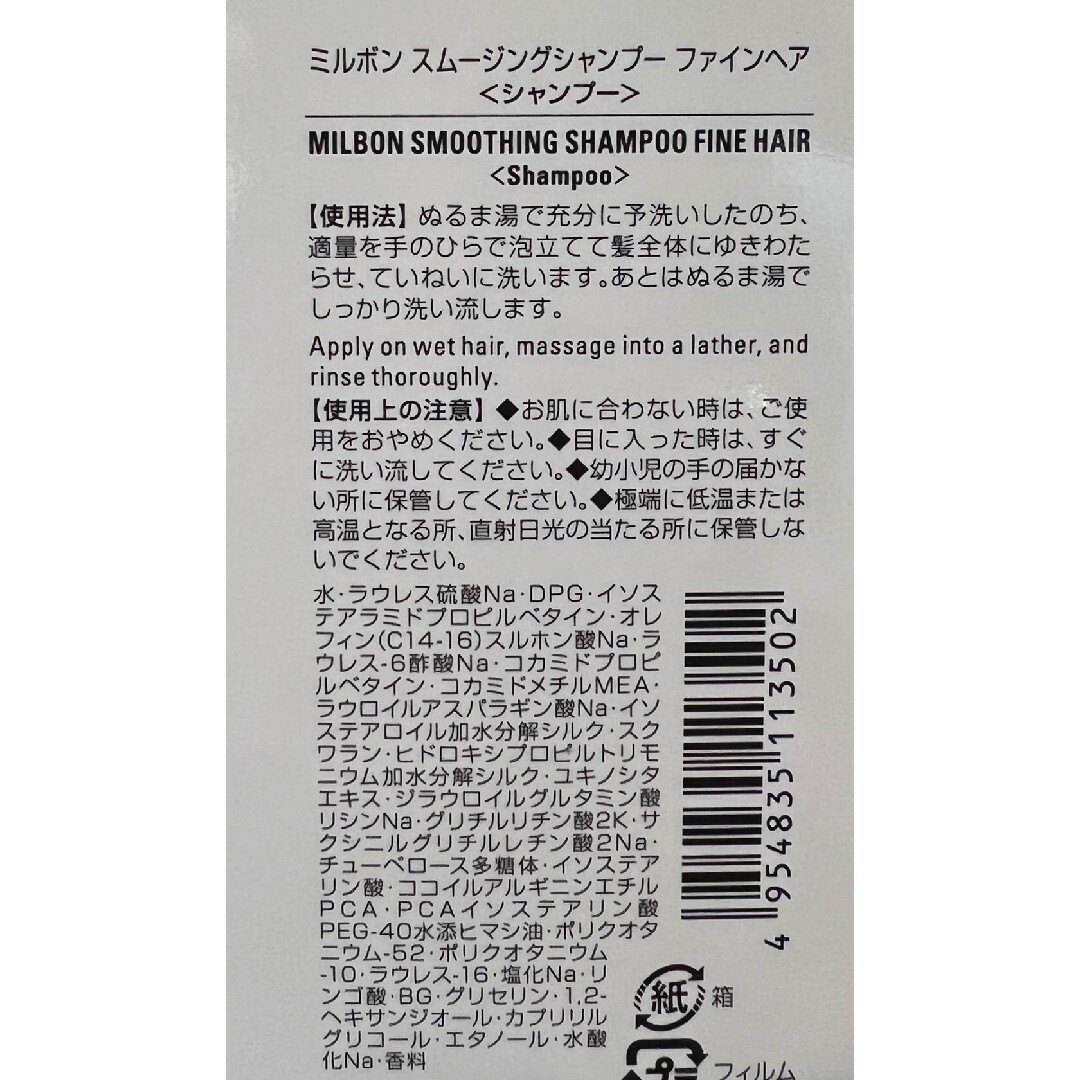 ミルボン スムージングシャンプー ファインヘア
<シャンプー>
MILBON SMOOTHING SHAMPOO FINE HAIR
<Shampoo>
【使用法】ぬるま湯で充分に予洗いしたのち、
適量を手のひらで泡立てて髪全体にゆきわた
らせ、ていねいに洗います。あとはぬるま湯で
しっかり洗い流します。
Apply on wet hair, massage into a lather, and
rinse thoroughly.
【使用上の注意】◆お肌に合わない時は、ご使
用をおやめください。◆目に入った時は、すぐ
に洗い流してください。◆幼小児の手の届かな
い所に保管してください。◆極端に低温または
高温となる所、直射日光の当たる所に保管しな
いでください。
水・ラウレス硫酸Na・DPG・イソス
テアラミドプロピルベタイン・オレ
フィン(C14-16)スルホン酸Na・ラ
ウレス-6酢酸Na・コカミドプロピ
ルベタイン・コカミドメチルMEA・
ラウロイルアスパラギン酸Na・イソ
ステアロイル加水分解シルク・スク
ワラン・ヒドロキシプロピルトリモ
ニウム加水分解シルク・ユキノシタ
エキス・ジラウロイルグルタミン酸
リシンNa・グリチルリチン酸2K・サ
クシニルグリチルレチン酸2Na・
チューベロース多糖体・イソステア
リン酸・ココイルアルギニンエチル
PCA・PCAイソステアリン酸
PEG-40水添ヒマシ油・ポリクオタ
ニウム-52・ポリクオタニウム
-10・ラウレス-16・塩化Na・リ
ンゴ酸・BG・グリセリン・1,2-
ヘキサンジオール・カプリリル
グリコール・エタノール・水酸
化Na・香料
4 954835 113502
紙 箱
プラ フィルム